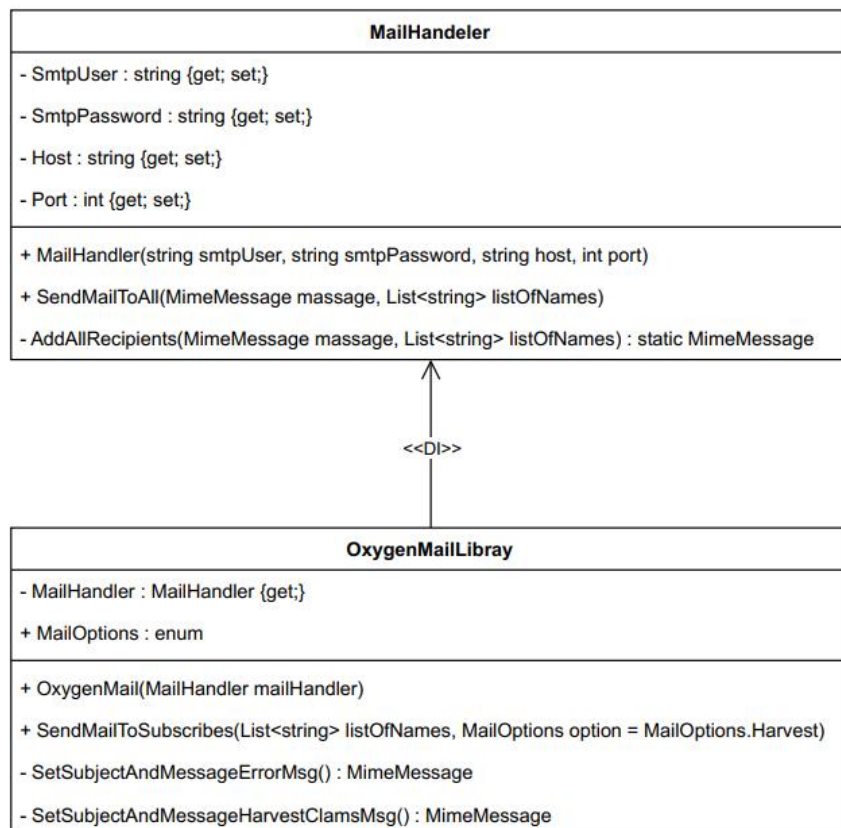 MailHandeler
- SmtpUser : string {get; set;}
- SmtpPassword : string {get; set;}
- Host : string {get; set;}
- Port : int {get; set;}
+ MailHandler(string smtpUser, string smtpPassword, string host, int port)
+ SendMailToAll(MimeMessage massage, List<string> listOfNames)
- AddAllRecipients(MimeMessage massage, List<string> listOfNames) : static MimeMessage
<<DI>>
OxygenMailLibray
- MailHandler : MailHandler {get;}
+ MailOptions : enum
+ OxygenMail(MailHandler mailHandler)
+ SendMailToSubscribes(List<string> listOfNames, MailOptions option = MailOptions.Harvest)
- SetSubjectAndMessageErrorMsg() : MimeMessage
- SetSubjectAndMessageHarvestClamsMsg() : MimeMessage